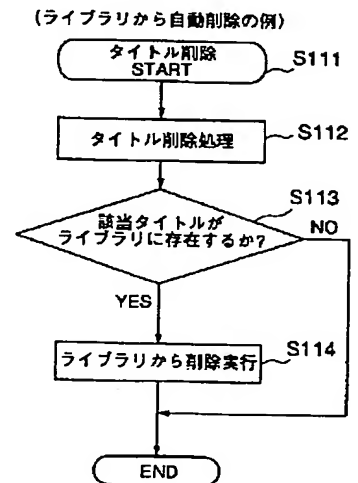 (ライブラリから自動削除の例)
タイトル削除
START
S111
タイトル削除処理
S112
S113
該当タイトルが
ライブラリに存在するか?
NO
YES
ライブラリから削除実行
S114
END